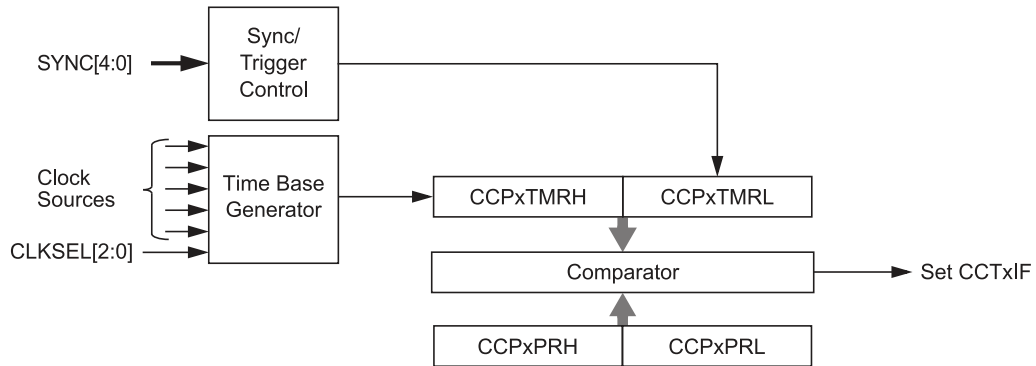 SYNC[4:0]
Sync/
Trigger
Control
Clock
Sources
CLKSEL[2:0]
Time Base
Generator
CCPxTMRH
CCPxTMRL
Comparator
Set CCTxIF
CCPxPRH
CCPxPRL